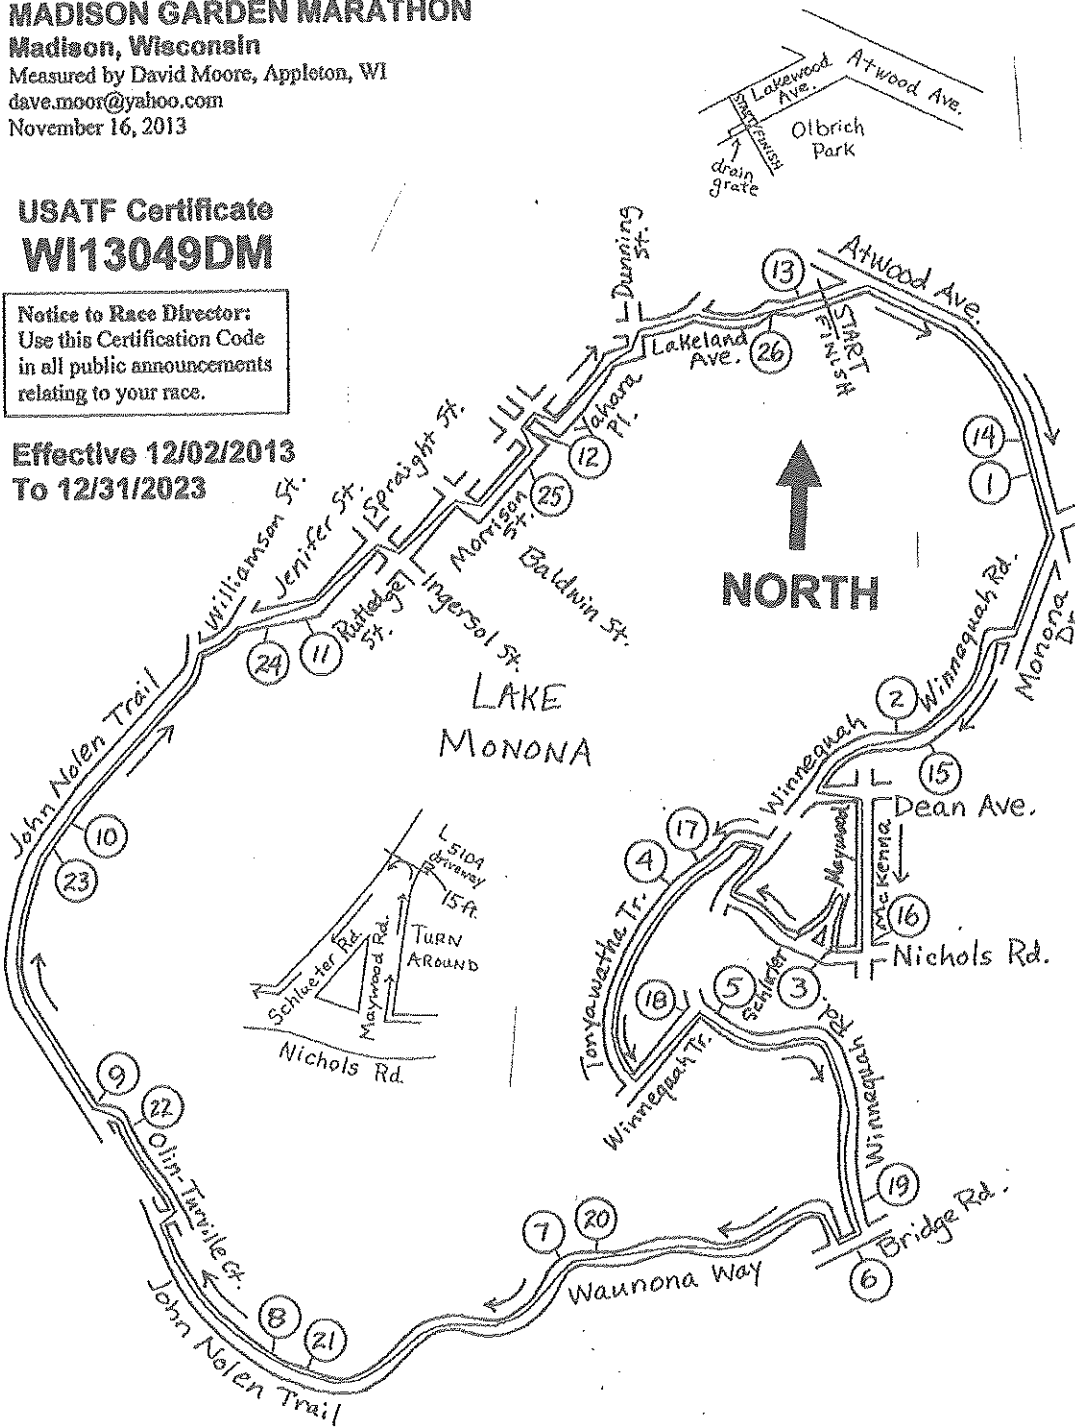 MADISON GARDEN MARATHON
Madison, Wisconsin
Measured by David Moore, Appleton, WI
dave.moor@yahoo.com
November 16, 2013
USATF Certificate
WI13049DM
Notice to Race Director:
Use this Certification Code
in all public announcements
relating to your race.
Effective 12/02/2013
To 12/31/2023
Lakewood
Ave.
Atwood Ave.
START/FINISH
Olbrich
Park
drain
grate
Dunning
St.
13
Atwood Ave.
START
FINISH
Lakeland
Ave.
26
Yahara
Pl.
12
25
14
1
NORTH
Williamson St.
Jenifer St.
Spraight St.
Morrison
St.
Baldwin St.
Ingersol St.
Rutledge
St.
11
24
LAKE
MONONA
Winnaquah Rd.
Monona
Dr.
2
15
Winnequah
Dean Ave.
Maywood
McKenna
16
Nichols Rd.
17
4
Tonyawatha Tr.
18
5
Schlueter
3
Winnequah Tr.
Winnequah Rd.
John Nolen Trail
10
23
5109
driveway
15 ft.
TURN
AROUND
Schlueter Rd.
Maywood Rd.
Nichols Rd.
9
22
Olin-Turville Ct.
19
Bridge Rd.
6
7
20
Waunona Way
8
21
John Nolen Trail